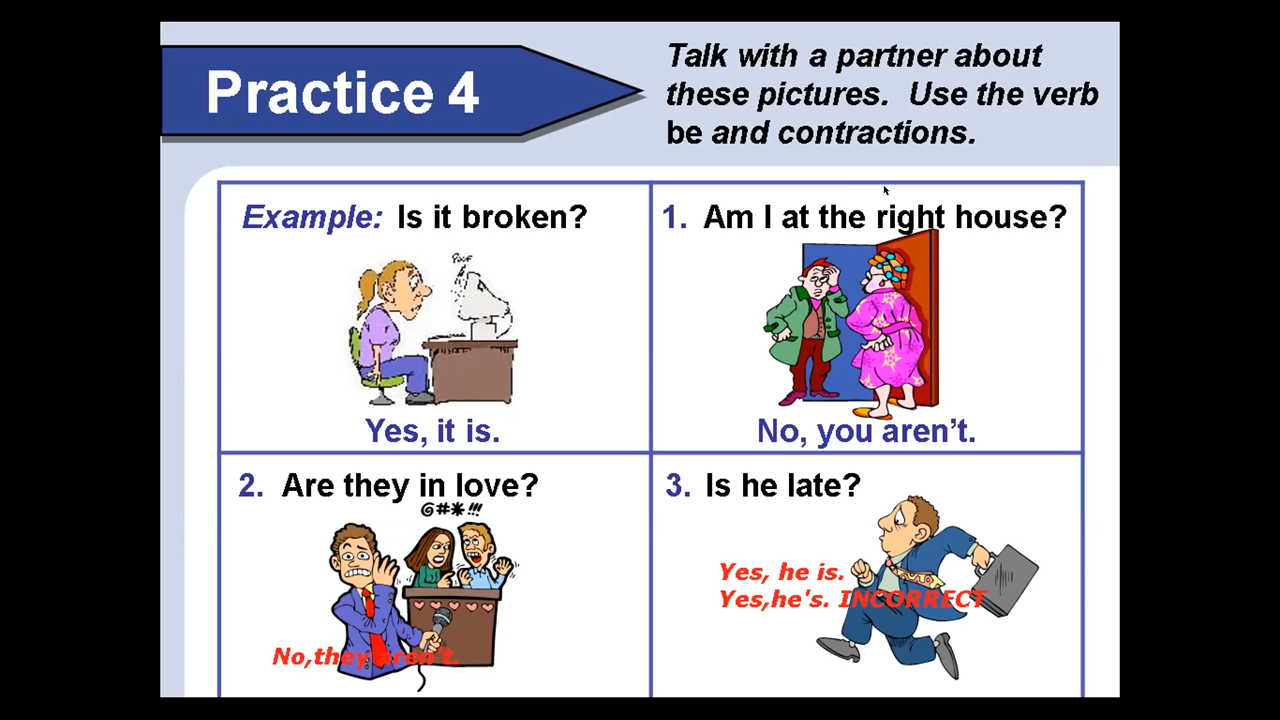 Practice 4
Talk with a partner about
these pictures. Use the verb
be and contractions.
Example: Is it broken?
POOF
Yes, it is.
1. Am I at the right house?
No, you aren't.
2. Are they in love?
@#*!!!
No,they aren't.
3. Is he late?
Yes, he is.
Yes,he's. INCORRECT